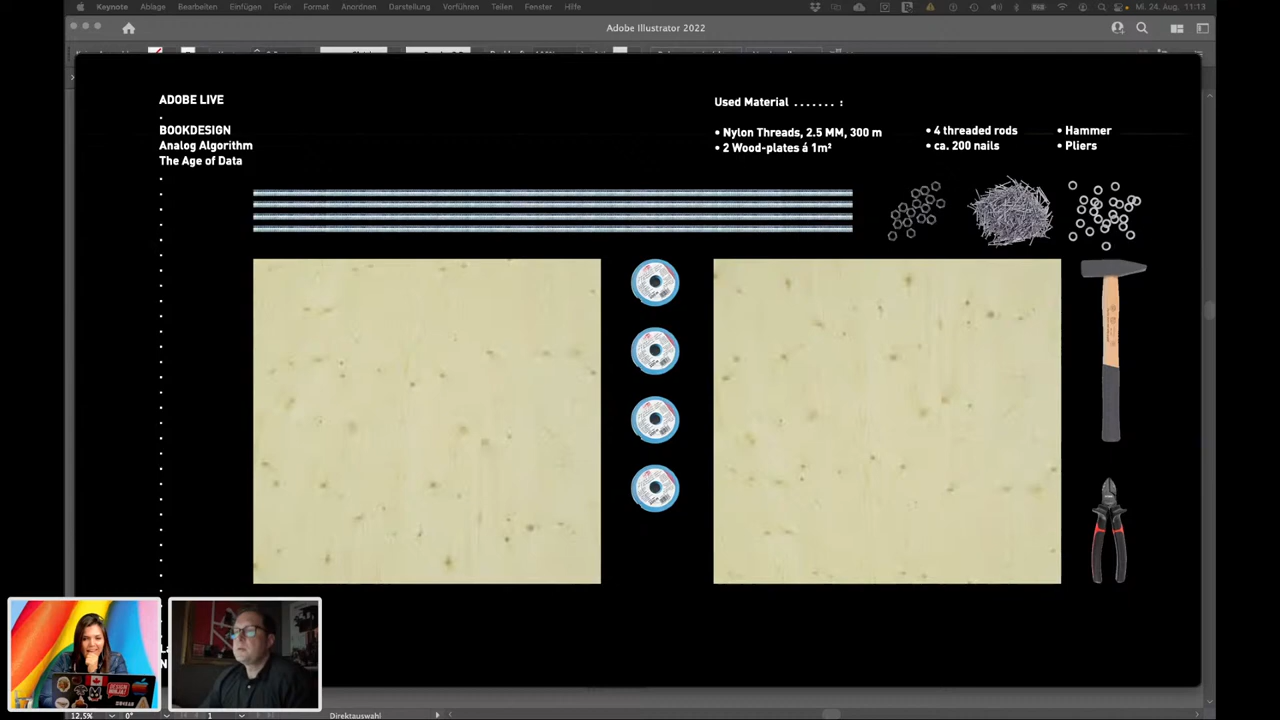 Keynote Ablage Bearbeiten Einfügen Folie Format Anordnen Darstellung Vorführen Teilen Fenster Hilfe
Mi. 24. Aug. 11:13
Adobe Illustrator 2022
ADOBE LIVE
BOOKDESIGN
Analog Algorithm
The Age of Data
Used Material . . . . . . . :
• Nylon Threads, 2.5 MM, 300 m
• 2 Wood-plates á 1m²
• 4 threaded rods
• ca. 200 nails
• Hammer
• Pliers
12,5% 0° 1 Direktauswahl